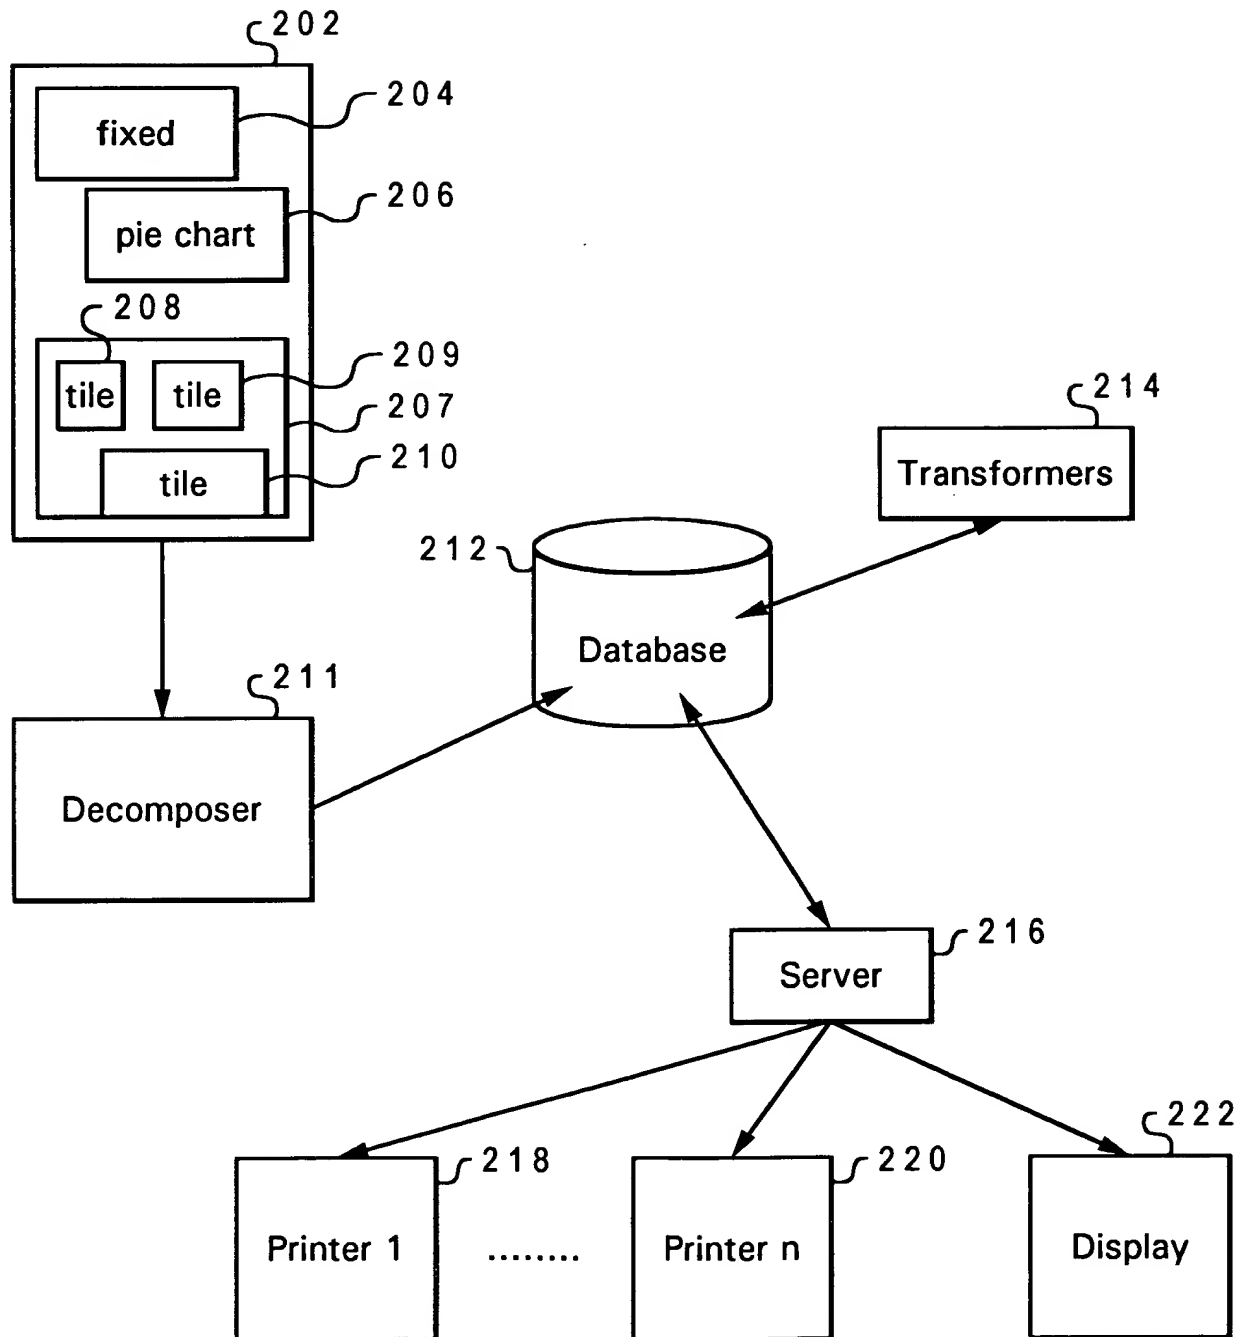 202
fixed
204
pie chart
206
208
tile
tile
209
207
tile
210
212
Database
214
Transformers
211
Decomposer
216
Server
218
Printer 1
........
220
Printer n
222
Display